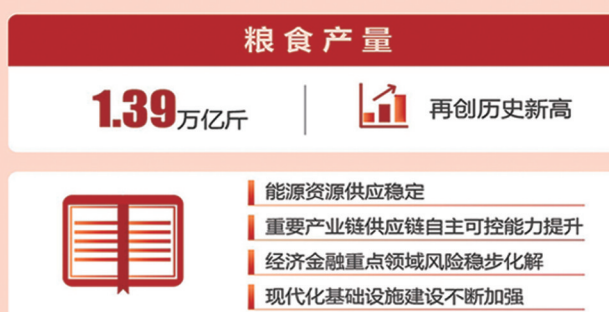 粮食产量
1.39万亿斤
再创历史新高
能源资源供应稳定
重要产业链供应链自主可控能力提升
经济金融重点领域风险稳步化解
现代化基础设施建设不断加强